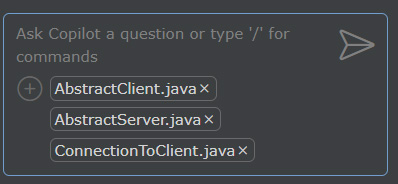 Ask Copilot a question or type '/' for
commands
AbstractClient.java×
AbstractServer.java×
ConnectionToClient.java×